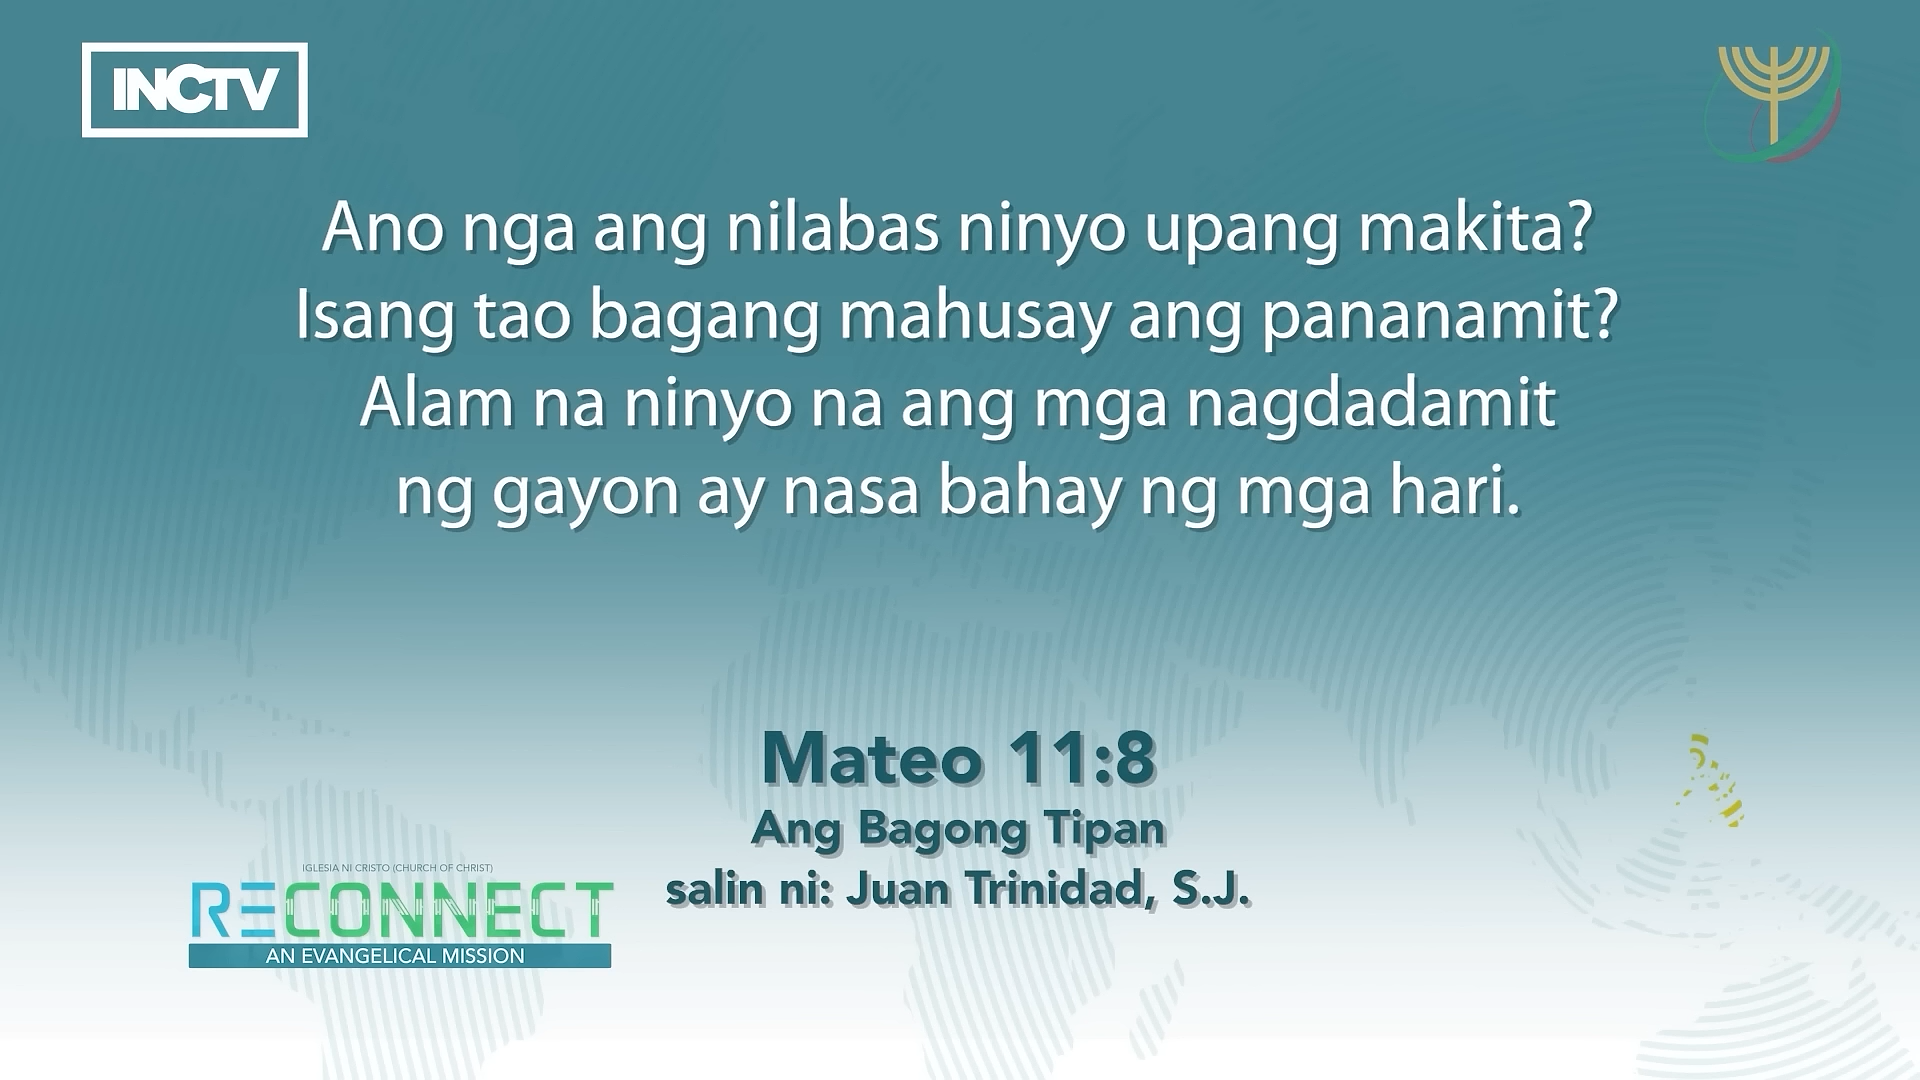 INCTV
Ano nga ang nilabas ninyo upang makita?
Isang tao bagang mahusay ang pananamit?
Alam na ninyo na ang mga nagdadamit
ng gayon ay nasa bahay ng mga hari.
Mateo 11:8
Ang Bagong Tipan
salin ni: Juan Trinidad, S.J.
IGLESIA NI CRISTO (CHURCH OF CHRIST)
RECONNECT
AN EVANGELICAL MISSION